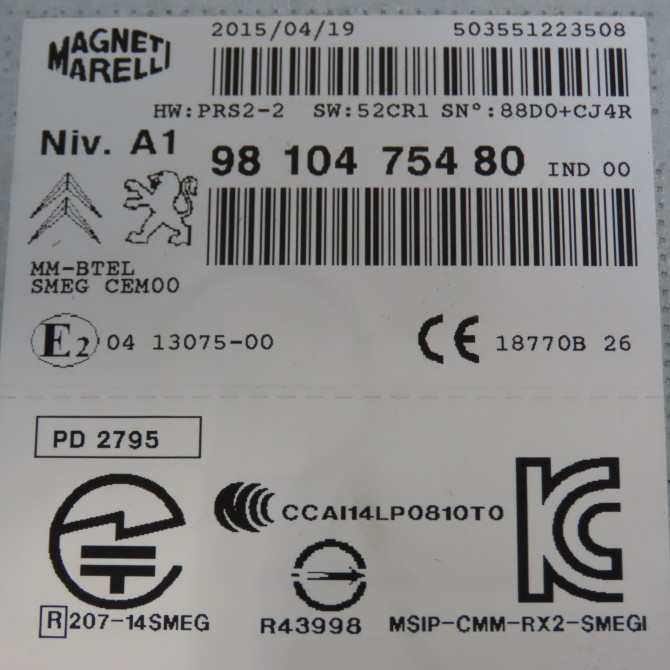 MAGNETI MARELLI
2015/04/19 503551223508
HW:PRS2-2 SW:52CR1 SN°:88D0+CJ4R
Niv. A1
98 104 754 80 IND 00
MM-BTEL
SMEG CEM00
E2 04 13075-00
CE 18770B 26
PD 2795
CCAI14LP0810T0
KC
R 207-14SMEG
R43998
MSIP-CMM-RX2-SMEGI